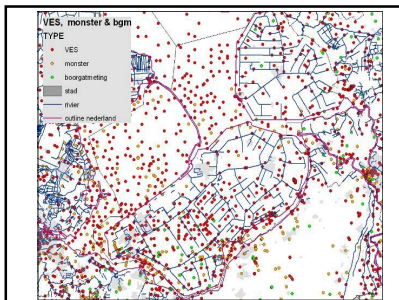 VES, monster & bgm
TYPE
VES
monster
boorgatmeting
stad
rivier
outline nederland